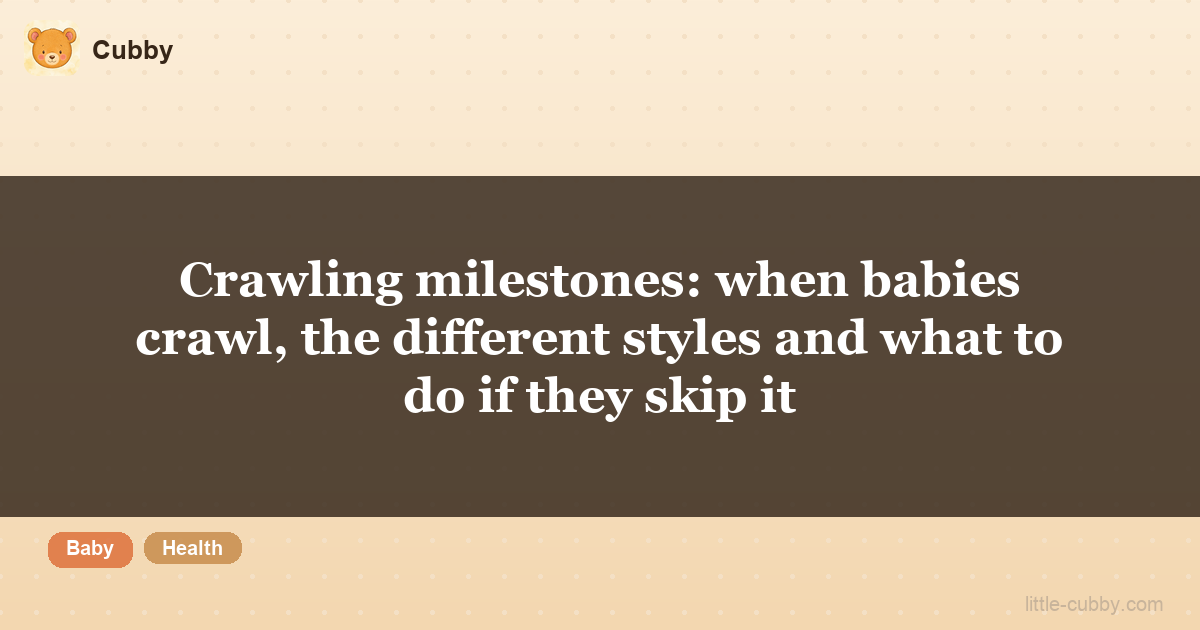 Cubby
Crawling milestones: when babies
crawl, the different styles and what to
do if they skip it
Baby
Health
little-cubby.com